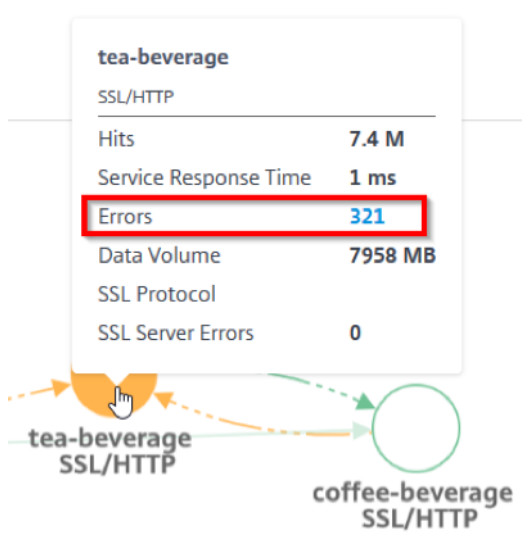 tea-beverage
SSL/HTTP
Hits 7.4 M
Service Response Time 1 ms
Errors 321
Data Volume 7958 MB
SSL Protocol
SSL Server Errors 0
tea-beverage
SSL/HTTP
coffee-beverage
SSL/HTTP